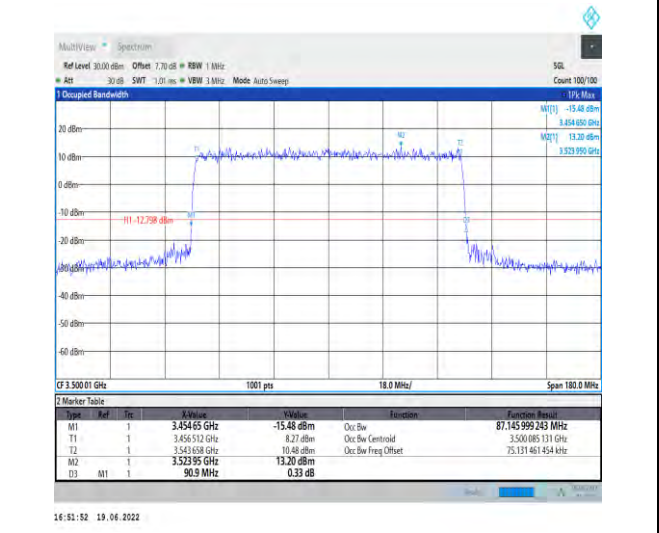 MultiView Spectrum
Ref Level 30.00 dBm Offset 7.70 dB RBW 1 MHz SGL
Att 30 dB SWT 1.01 ms VBW 3 MHz Mode Auto Sweep Count 100/100
1 Occupied Bandwidth 1Pk Max
M1[1] -15.48 dBm
3.454 650 GHz
M2[1] 13.20 dBm
3.523 950 GHz
20 dBm
M2
T1
T2
10 dBm
0 dBm
-10 dBm
H1 -12.798 dBm
M1
D3
-20 dBm
-30 dBm
-40 dBm
-50 dBm
-60 dBm
CF 3.500 01 GHz 1001 pts 18.0 MHz/ Span 180.0 MHz
2 Marker Table
Type Ref Trc X-Value Y-Value Function Function Result
M1 1 3.454 65 GHz -15.48 dBm Occ Bw 87.145 999 243 MHz
T1 1 3.456 512 GHz 8.27 dBm Occ Bw Centroid 3.500 085 131 GHz
T2 1 3.543 658 GHz 10.48 dBm Occ Bw Freq Offset 75.131 461 454 kHz
M2 1 3.523 95 GHz 13.20 dBm
D3 M1 1 90.9 MHz 0.33 dB
16:51:52 19.06.2022